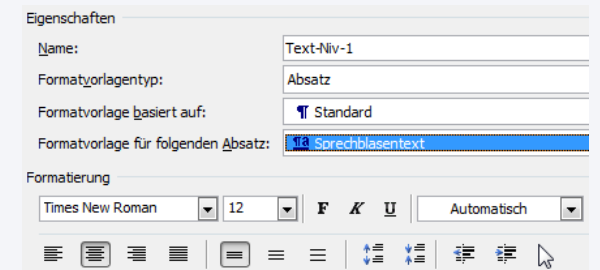 Eigenschaften
Name: Text-Niv-1
Formatvorlagentyp: Absatz
Formatvorlage basiert auf: ¶ Standard
Formatvorlage für folgenden Absatz: ¶a Sprechblasentext
Formatierung
Times New Roman 12 F K U Automatisch